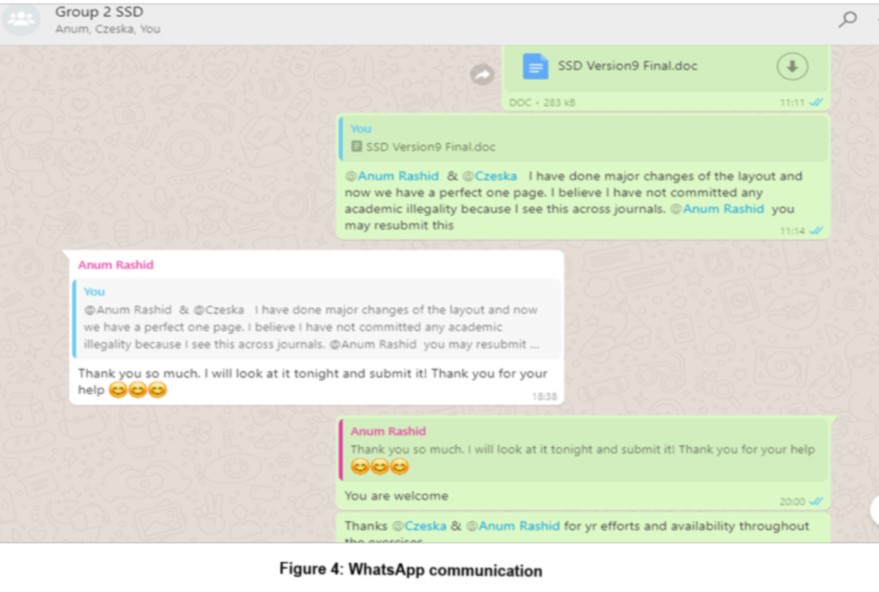 Group 2 SSD
Anum, Czeska, You
SSD Version9 Final.doc
DOC • 283 kB 11:11
You
SSD Version9 Final.doc
@Anum Rashid & @Czeska I have done major changes of the layout and
now we have a perfect one page. I believe I have not committed any
academic illegality because I see this across journals. @Anum Rashid you
may resubmit this
11:14
Anum Rashid
You
@Anum Rashid & @Czeska I have done major changes of the layout and now
we have a perfect one page. I believe I have not committed any academic
illegality because I see this across journals. @Anum Rashid you may resubmit ...
Thank you so much. I will look at it tonight and submit it! Thank you for your
help 😊😊😊
18:38
Anum Rashid
Thank you so much. I will look at it tonight and submit it! Thank you for your help
😊😊😊
You are welcome
20:00
Thanks @Czeska & @Anum Rashid for yr efforts and availability throughout
the exercises
Figure 4: WhatsApp communication